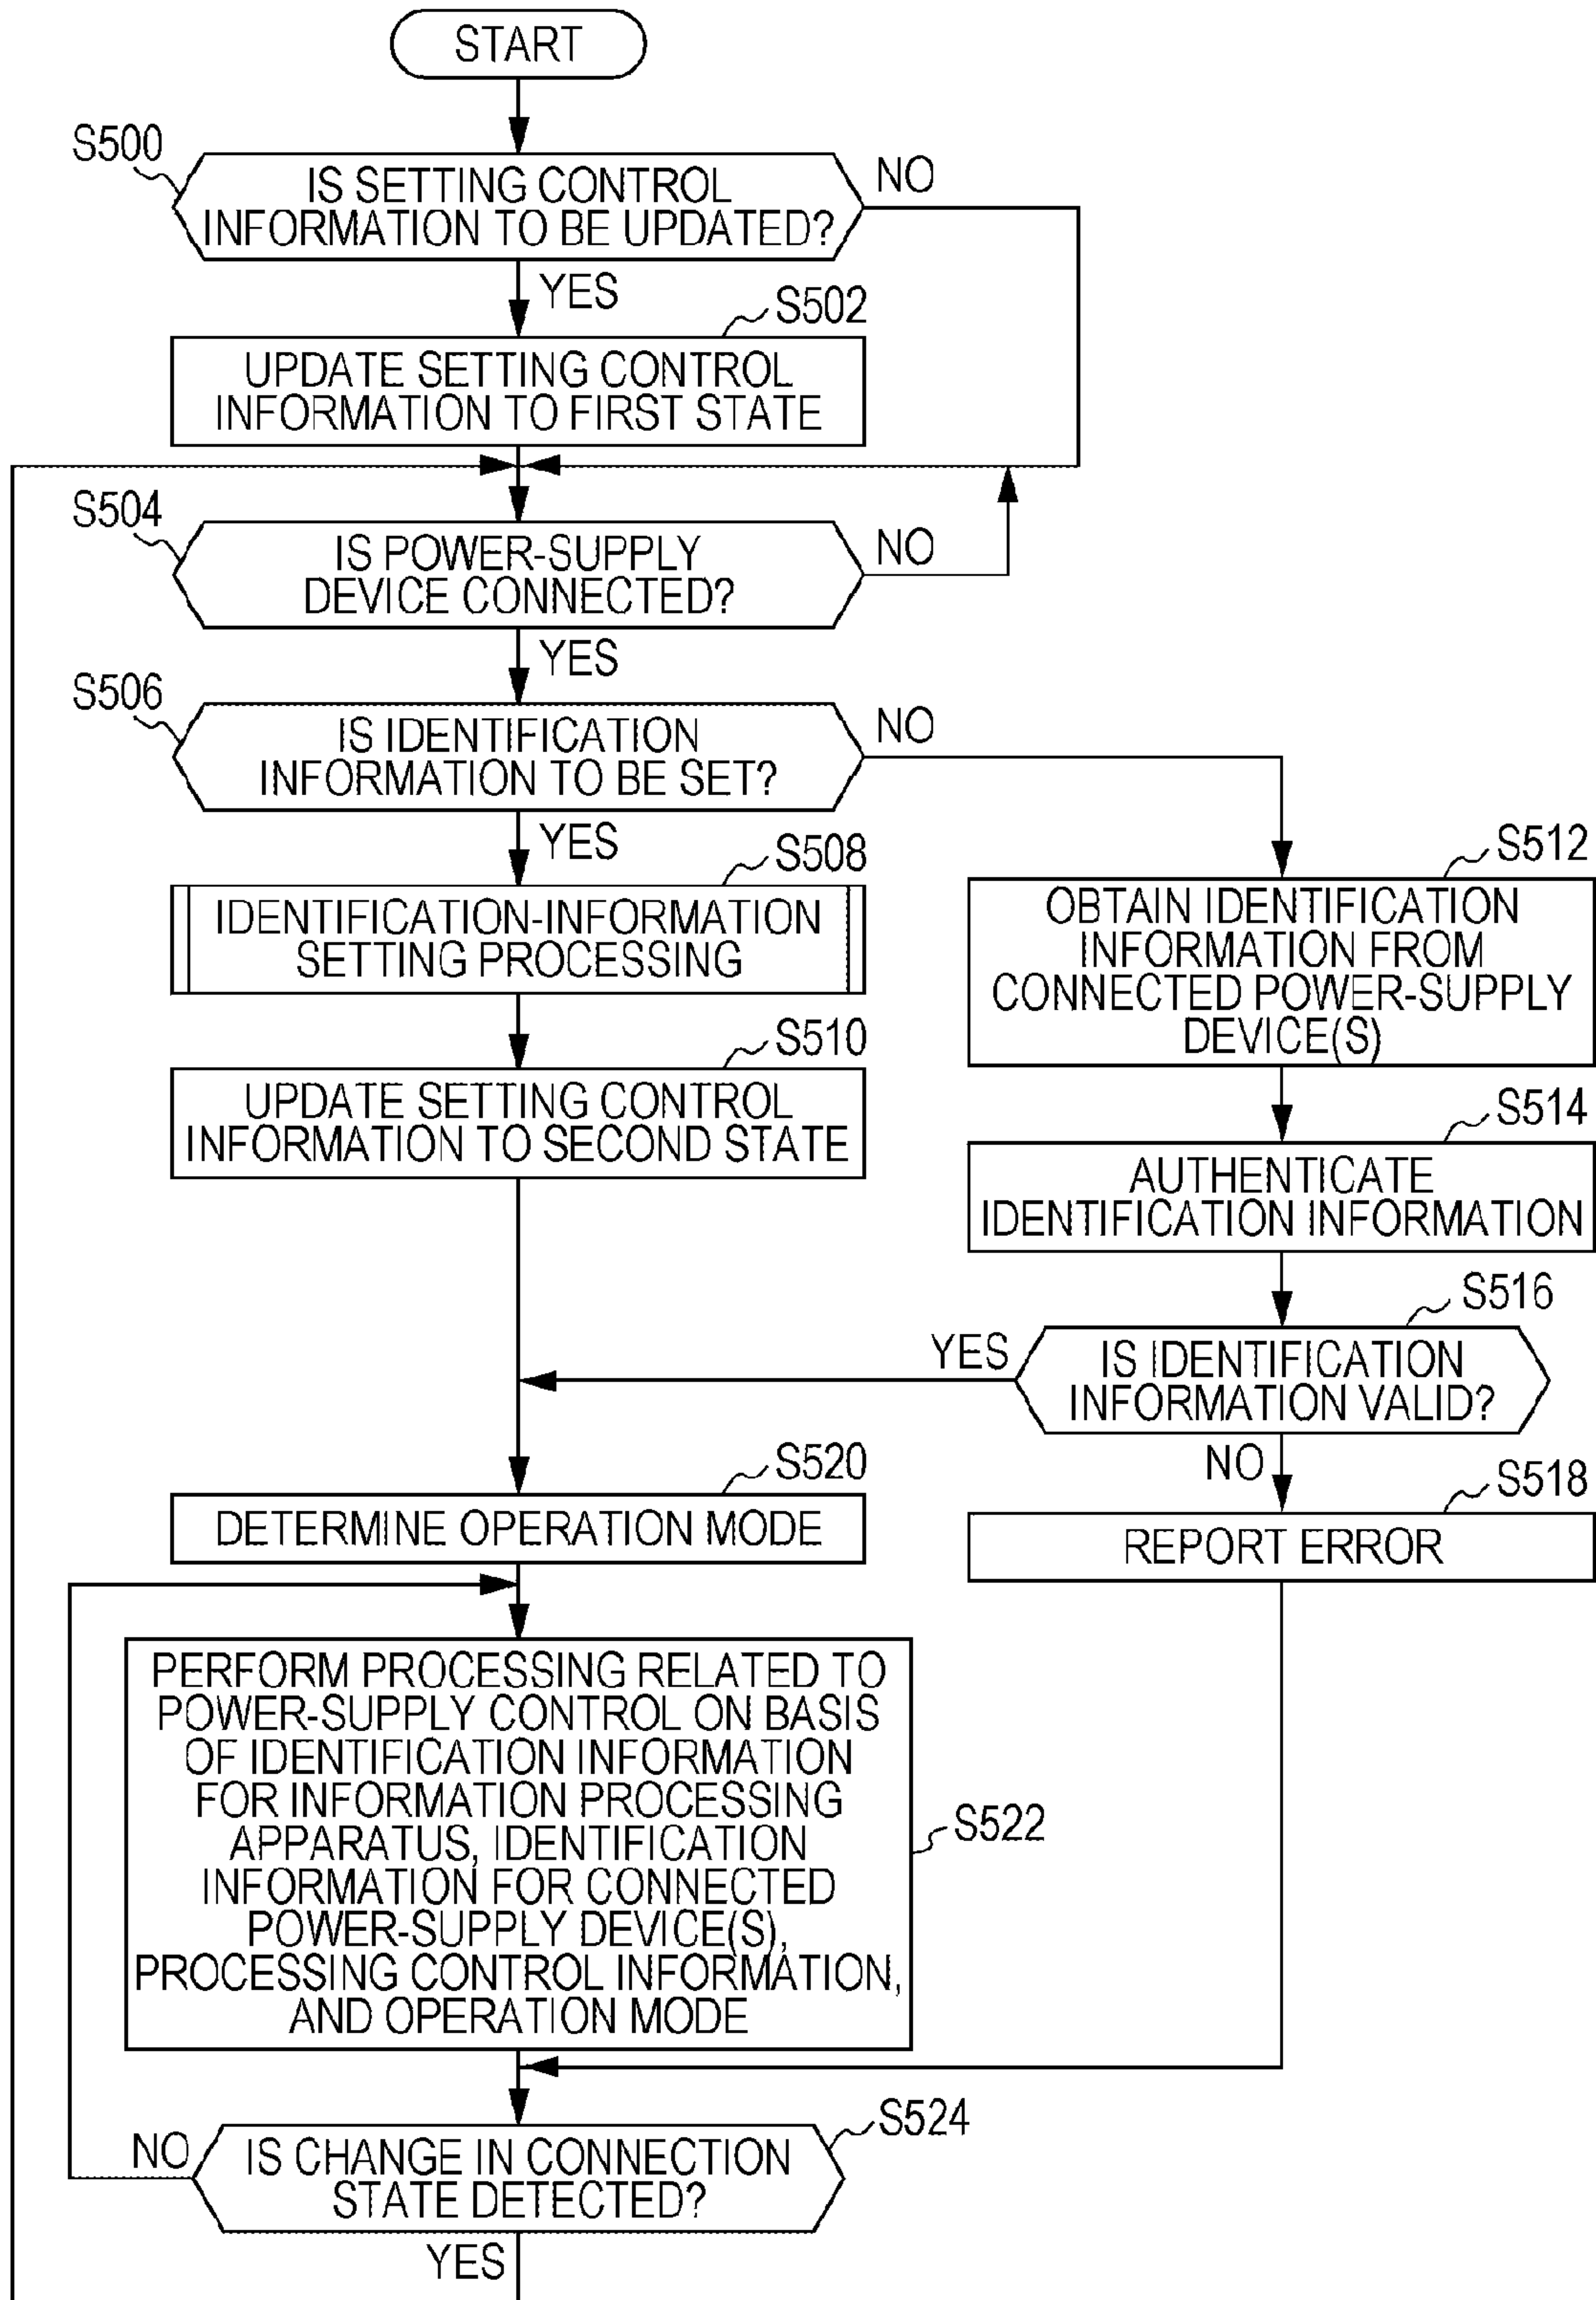 START
S500
IS SETTING CONTROL
INFORMATION TO BE UPDATED?
NO
YES
S502
UPDATE SETTING CONTROL
INFORMATION TO FIRST STATE
S504
IS POWER-SUPPLY
DEVICE CONNECTED?
NO
YES
S506
IS IDENTIFICATION
INFORMATION TO BE SET?
NO
YES
S508
IDENTIFICATION-INFORMATION
SETTING PROCESSING
S510
UPDATE SETTING CONTROL
INFORMATION TO SECOND STATE
S512
OBTAIN IDENTIFICATION
INFORMATION FROM
CONNECTED POWER-SUPPLY
DEVICE(S)
S514
AUTHENTICATE
IDENTIFICATION INFORMATION
S516
IS IDENTIFICATION
INFORMATION VALID?
YES
NO
S518
REPORT ERROR
S520
DETERMINE OPERATION MODE
PERFORM PROCESSING RELATED TO
POWER-SUPPLY CONTROL ON BASIS
OF IDENTIFICATION INFORMATION
FOR INFORMATION PROCESSING
APPARATUS, IDENTIFICATION
INFORMATION FOR CONNECTED
POWER-SUPPLY DEVICE(S),
PROCESSING CONTROL INFORMATION,
AND OPERATION MODE
S522
S524
IS CHANGE IN CONNECTION
STATE DETECTED?
NO
YES